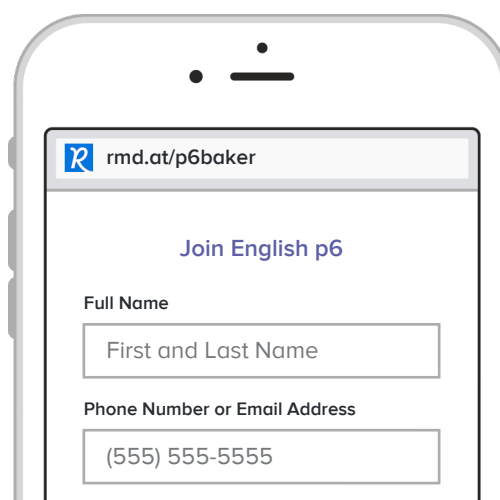 rmd.at/p6baker
Join English p6
Full Name
First and Last Name
Phone Number or Email Address
(555) 555-5555